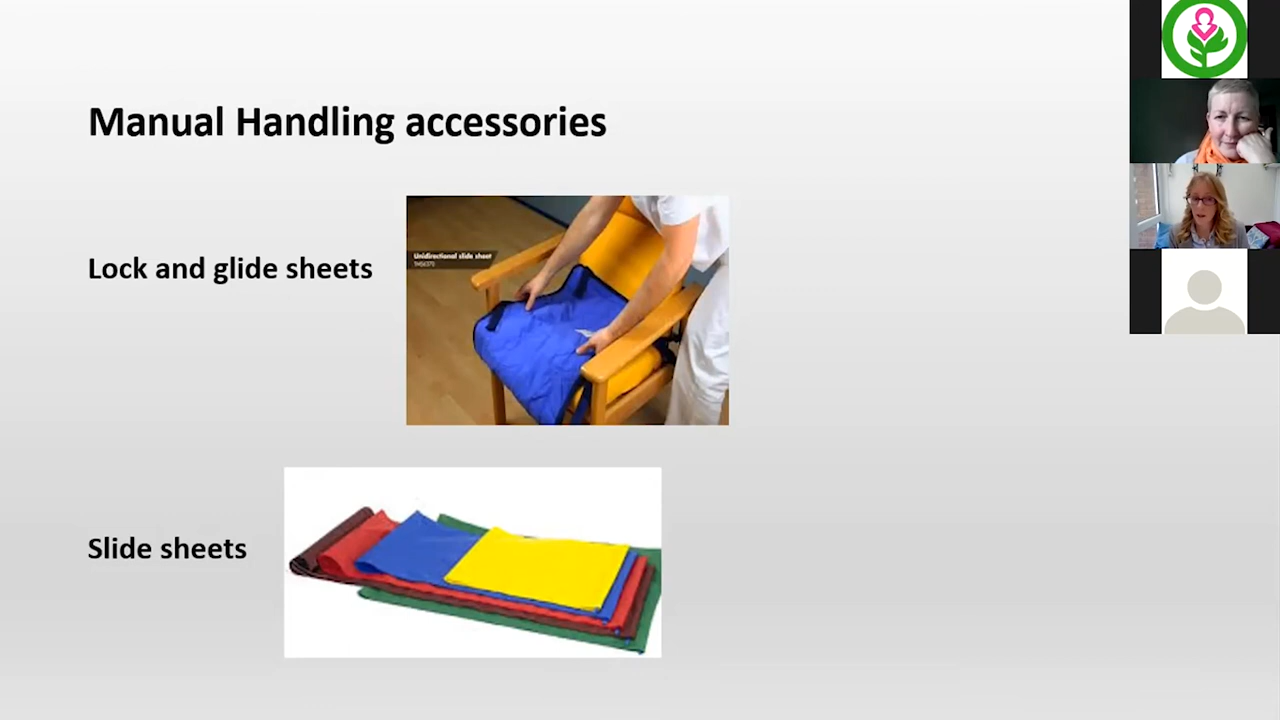 Manual Handling accessories
Lock and glide sheets
Unidirectional slide sheet
Slide sheets